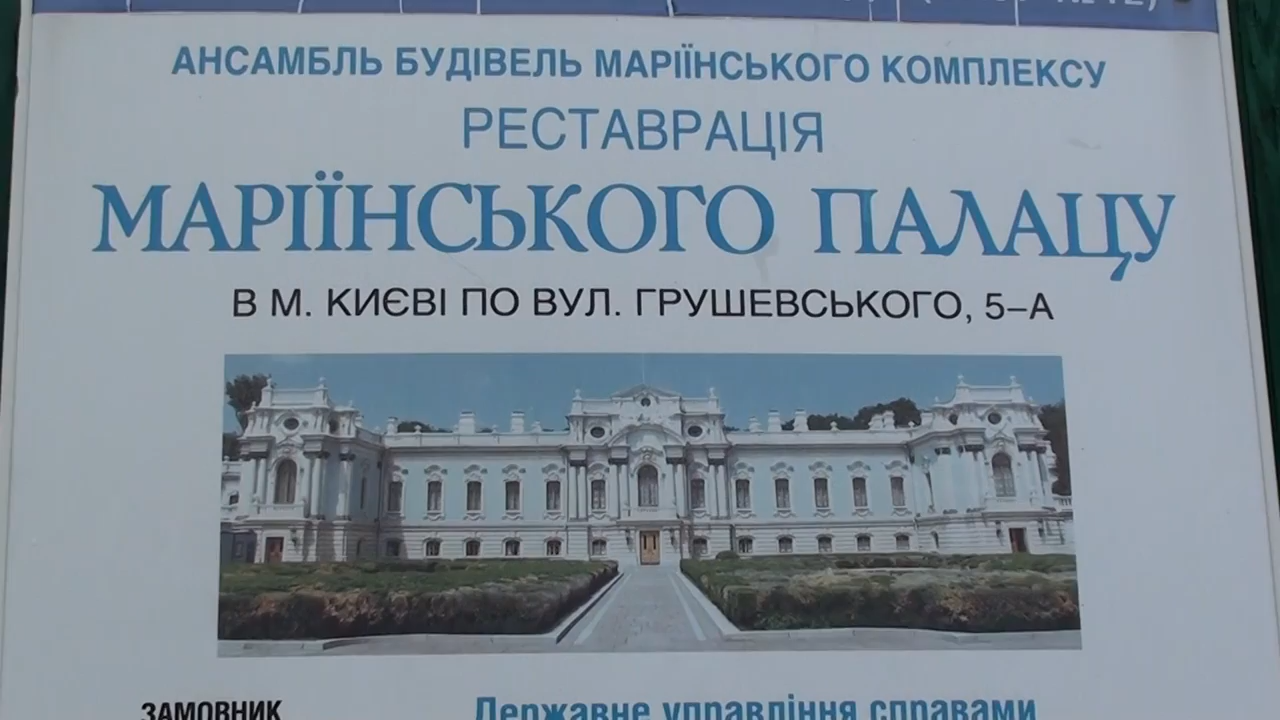 АНСАМБЛЬ БУДІВЕЛЬ МАРІЇНСЬКОГО КОМПЛЕКСУ
РЕСТАВРАЦІЯ
МАРІЇНСЬКОГО ПАЛАЦУ
В М. КИЄВІ ПО ВУЛ. ГРУШЕВСЬКОГО, 5–А
ЗАМОВНИК Державне управління справами